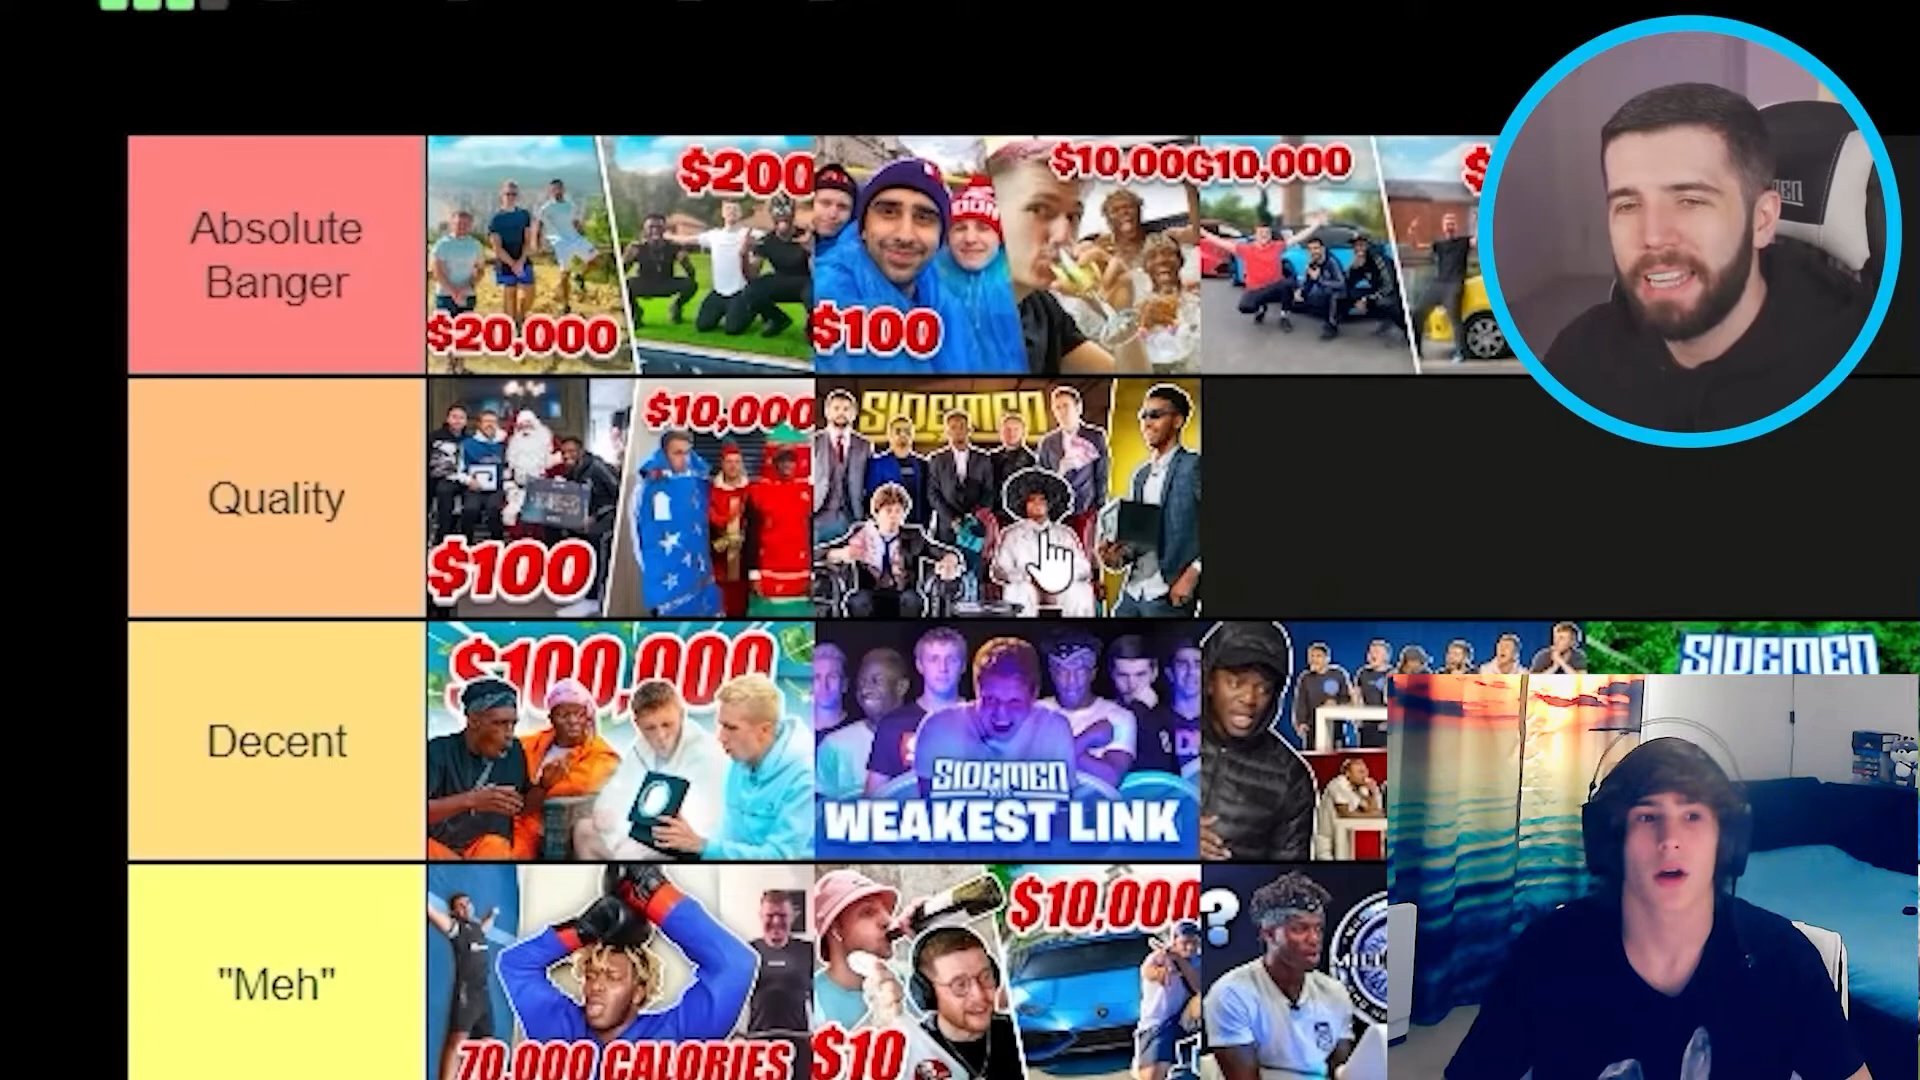 Absolute
Banger
$20,000
$200
$100
$10,000
$10,000
Quality
$100
$10,000
SIDEMEN
Decent
$100,000
SIDEMEN
WEAKEST LINK
SIDEMEN
"Meh"
70,000 CALORIES
$10
$10,000
?